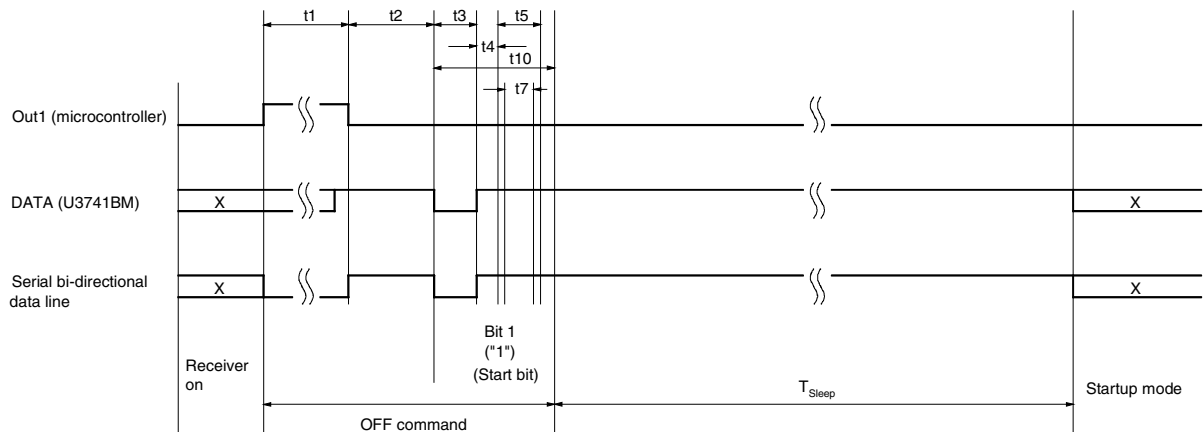 t1
t2
t3
t5
t4
t10
t7
Out1 (microcontroller)
DATA (U3741BM)
X
X
Serial bi-directional
data line
X
X
Bit 1
("1")
(Start bit)
Receiver
on
TSleep
Startup mode
OFF command